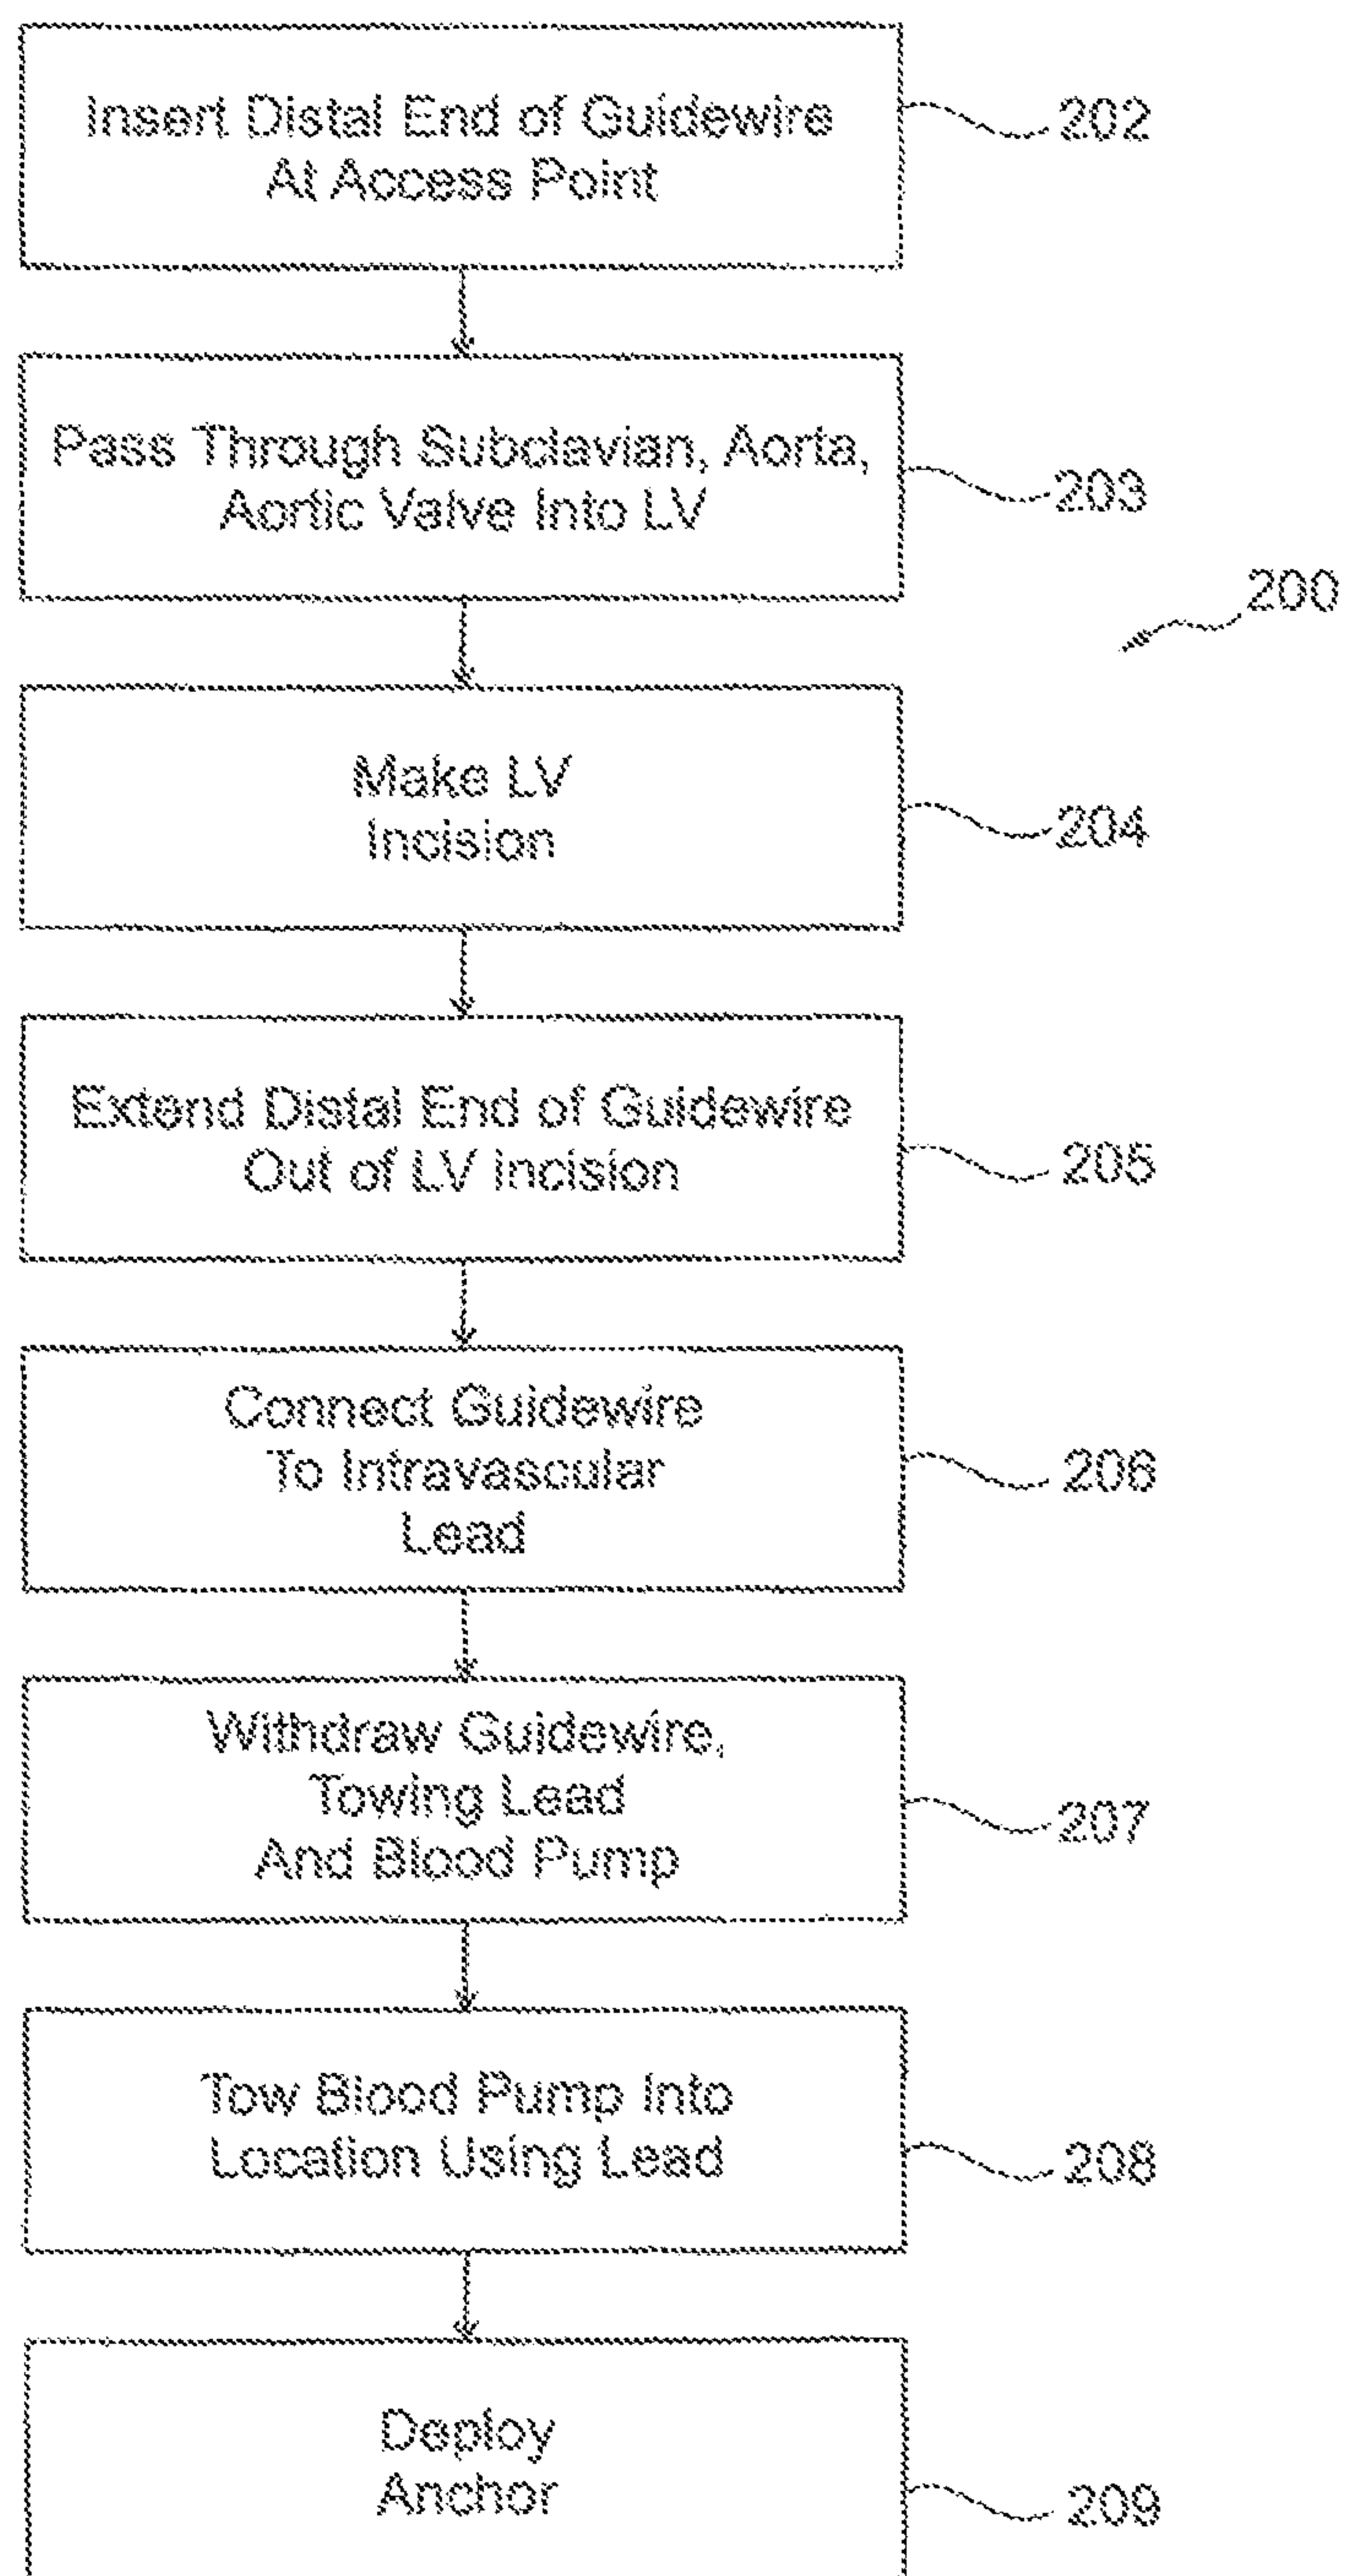 Insert Distal End of Guidewire
At Access Point
202
Pass Through Subclavian, Aorta,
Aortic Valve Into LV
203
200
Make LV
Incision
204
Extend Distal End of Guidewire
Out of LV incision
205
Connect Guidewire
To Intravascular
Lead
206
Withdraw Guidewire,
Towing Lead
And Blood Pump
207
Tow Blood Pump Into
Location Using Lead
208
Deploy
Anchor
209